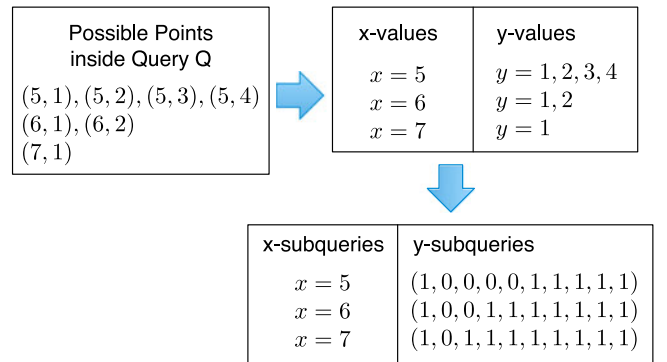 Possible Points
inside Query Q
(5, 1), (5, 2), (5, 3), (5, 4)
(6, 1), (6, 2)
(7, 1)
x-values y-values
x = 5 y = 1, 2, 3, 4
x = 6 y = 1, 2
x = 7 y = 1
x-subqueries y-subqueries
x = 5 (1, 0, 0, 0, 0, 1, 1, 1, 1, 1)
x = 6 (1, 0, 0, 1, 1, 1, 1, 1, 1, 1)
x = 7 (1, 0, 1, 1, 1, 1, 1, 1, 1, 1)